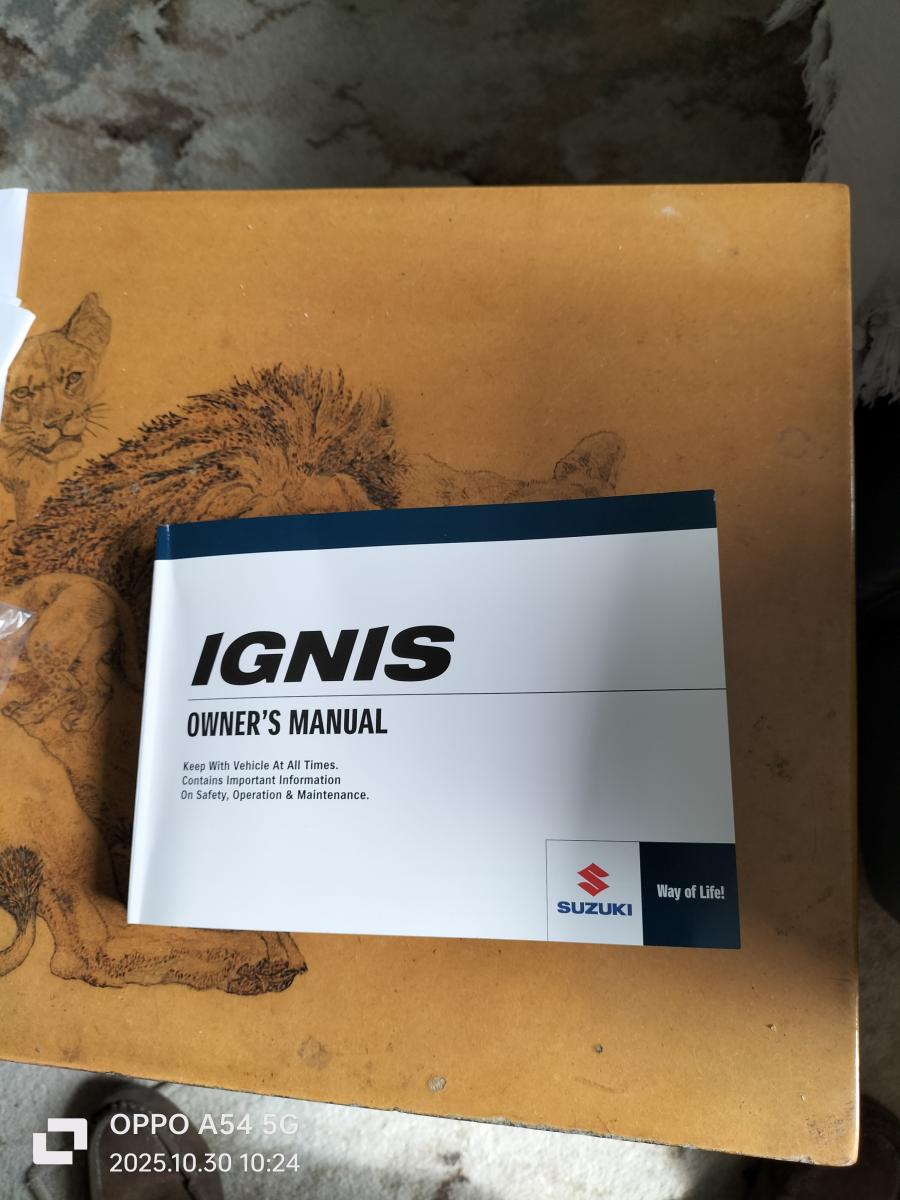 IGNIS
OWNER'S MANUAL
Keep With Vehicle At All Times.
Contains Important Information
On Safety, Operation & Maintenance.
SUZUKI
Way of Life!
OPPO A54 5G
2025.10.30 10:24